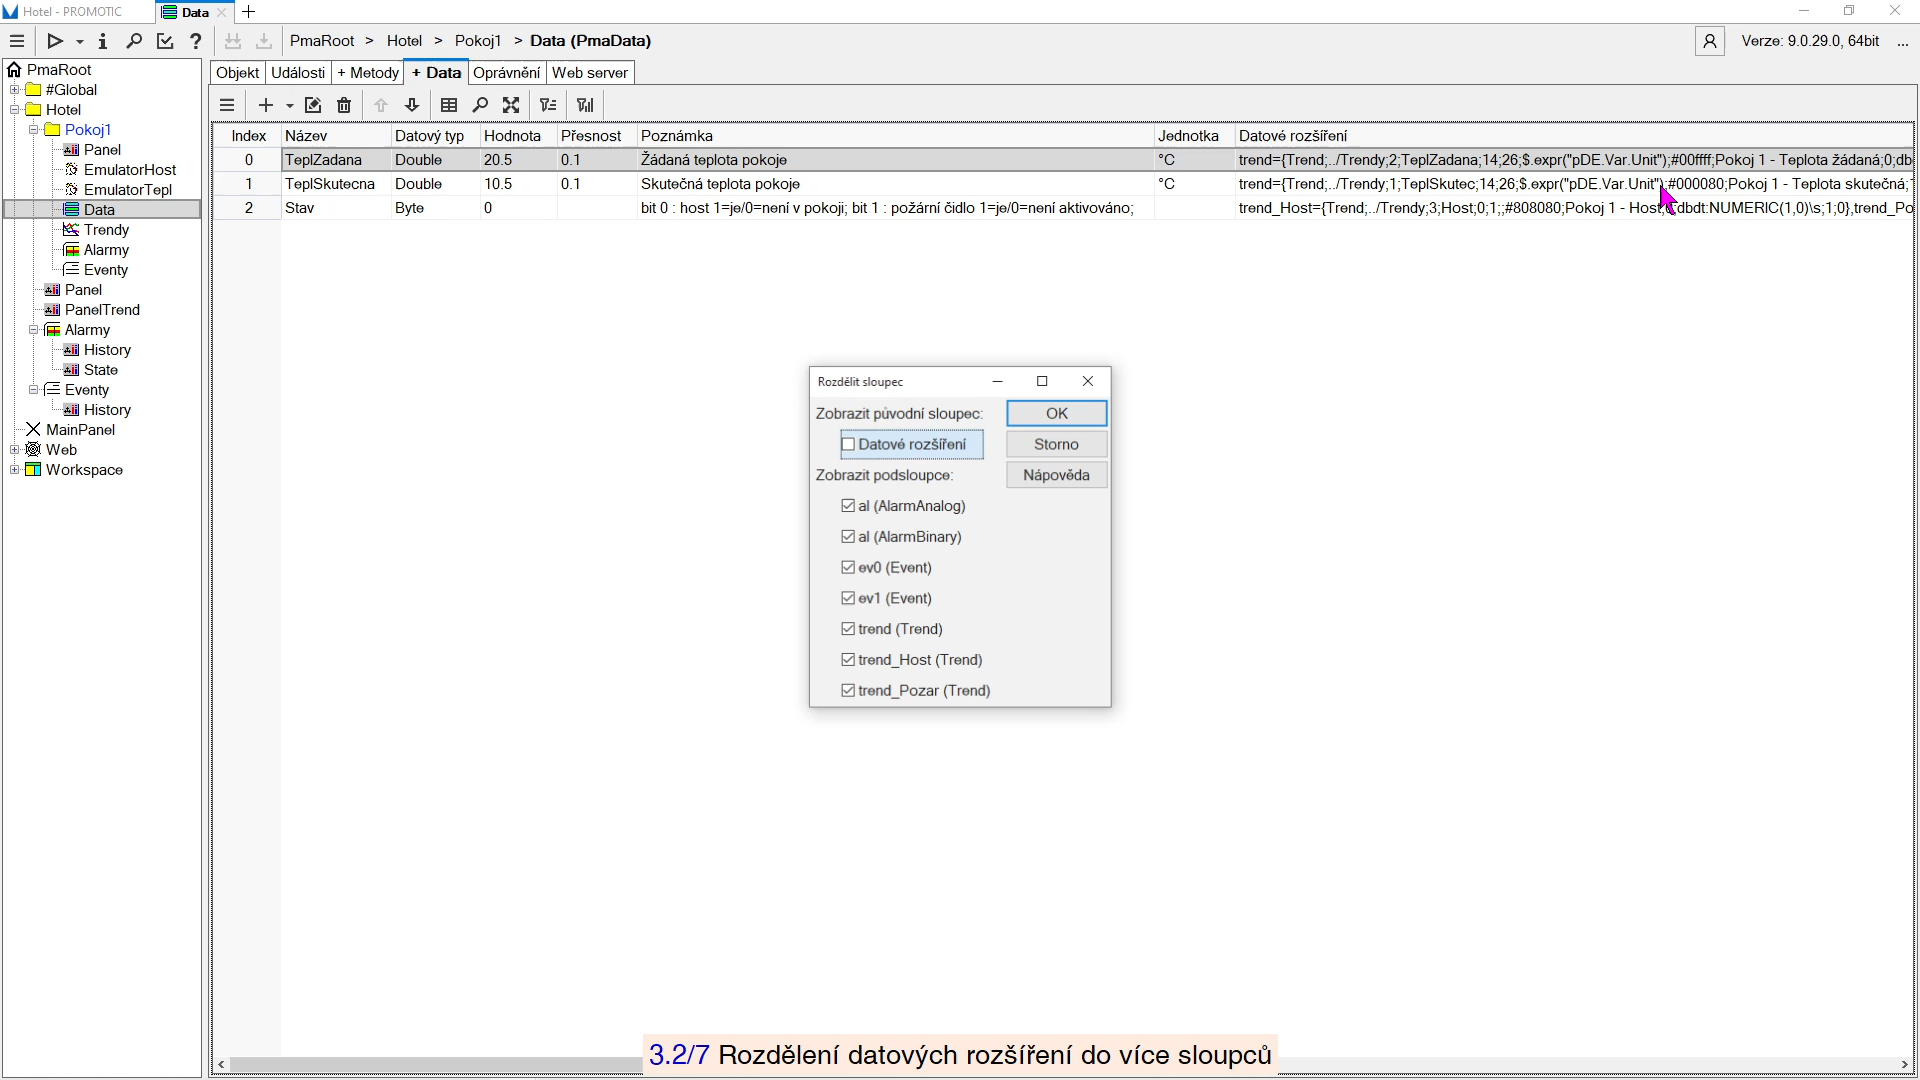 Hotel - PROMOTIC
Data
PmaRoot > Hotel > Pokoj1 > Data (PmaData)
Verze: 9.0.29.0, 64bit ...
PmaRoot
#Global
Hotel
Pokoj1
Panel
EmulatorHost
EmulatorTepl
Data
Trendy
Alarmy
Eventy
Panel
PanelTrend
Alarmy
History
State
Eventy
History
MainPanel
Web
Workspace
Objekt Události + Metody + Data Oprávnění Web server
Index Název Datový typ Hodnota Přesnost Poznámka Jednotka Datové rozšíření
0 TeplZadana Double 20.5 0.1 Žádaná teplota pokoje °C trend={Trend;../Trendy;2;TeplZadana;14;26;$.expr("pDE.Var.Unit");#00ffff;Pokoj 1 - Teplota žádaná;0;db
1 TeplSkutecna Double 10.5 0.1 Skutečná teplota pokoje °C trend={Trend;../Trendy;1;TeplSkutec;14;26;$.expr("pDE.Var.Unit");#000080;Pokoj 1 - Teplota skutečná;
2 Stav Byte 0 bit 0 : host 1=je/0=není v pokoji; bit 1 : požární čidlo 1=je/0=není aktivováno; trend_Host={Trend;../Trendy;3;Host;0;1;;#808080;Pokoj 1 - Host;0;dbdt:NUMERIC(1,0)\s;1;0},trend_Po
Rozdělit sloupec
Zobrazit původní sloupec:
OK
Datové rozšíření
Storno
Zobrazit podsloupce:
Nápověda
al (AlarmAnalog)
al (AlarmBinary)
ev0 (Event)
ev1 (Event)
trend (Trend)
trend_Host (Trend)
trend_Pozar (Trend)
3.2/7 Rozdělení datových rozšíření do více sloupců